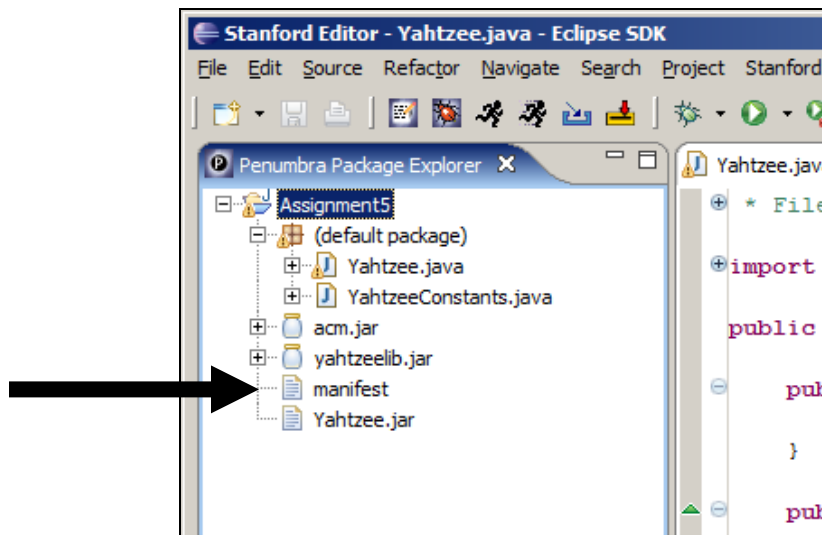 Stanford Editor - Yahtzee.java - Eclipse SDK
File Edit Source Refactor Navigate Search Project Stanford
P Penumbra Package Explorer
Yahtzee.jav
Assignment5
* File
(default package)
Yahtzee.java
import
YahtzeeConstants.java
acm.jar
public
yahtzeelib.jar
manifest
pub
Yahtzee.jar
}
pub